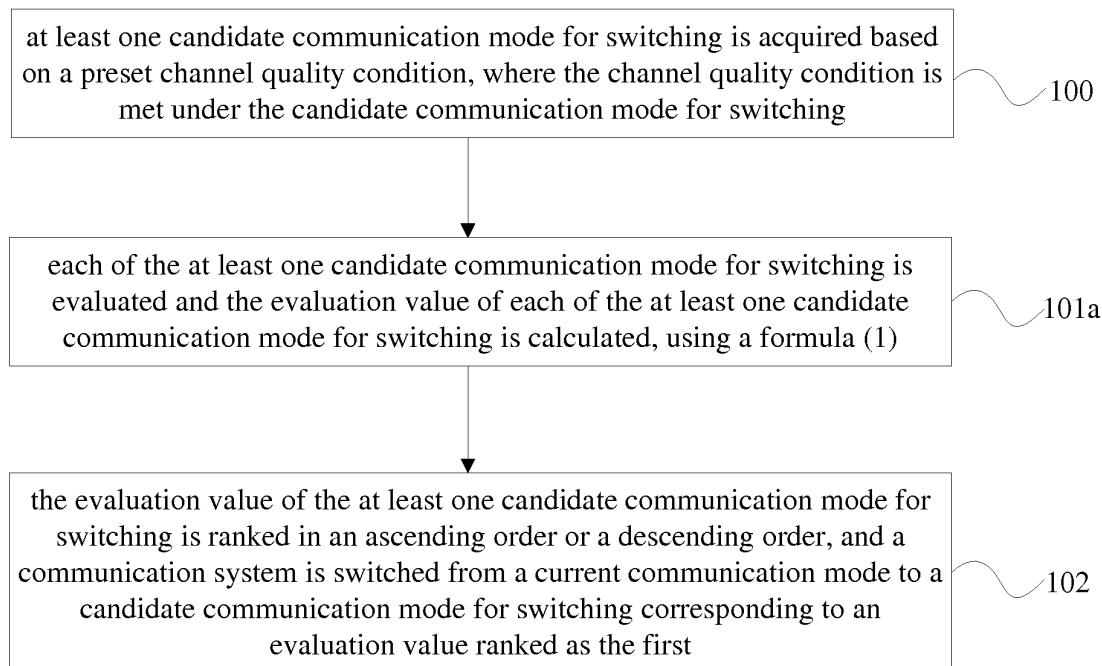 at least one candidate communication mode for switching is acquired based
on a preset channel quality condition, where the channel quality condition is
met under the candidate communication mode for switching
100
each of the at least one candidate communication mode for switching is
evaluated and the evaluation value of each of the at least one candidate
communication mode for switching is calculated, using a formula (1)
101a
the evaluation value of the at least one candidate communication mode for
switching is ranked in an ascending order or a descending order, and a
communication system is switched from a current communication mode to a
candidate communication mode for switching corresponding to an
evaluation value ranked as the first
102